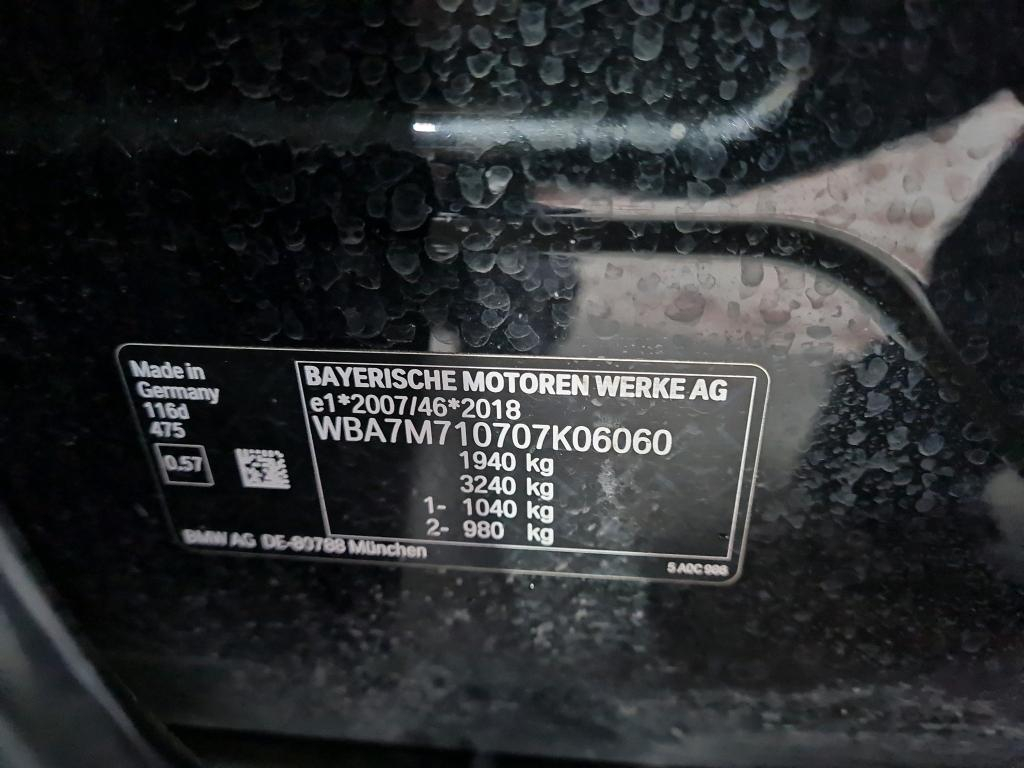 Made in
Germany
116d
475
0.57
BAYERISCHE MOTOREN WERKE AG
e1*2007/46*2018
WBA7M710707K06060
1940 kg
3240 kg
1- 1040 kg
2- 980 kg
BMW AG DE-80788 München
5 A0C 986